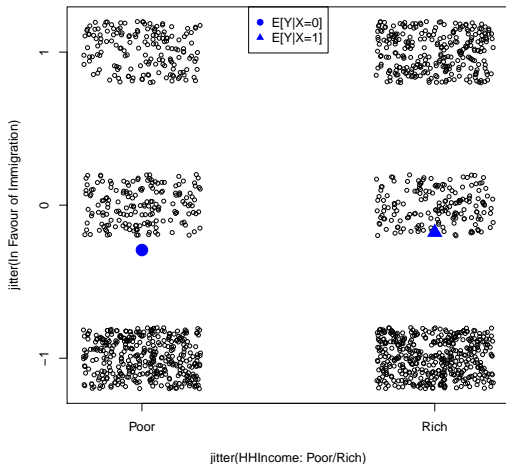 E[Y|X=0]
E[Y|X=1]
jitter(In Favour of Immigration)
1
0
−1
Poor
Rich
jitter(HHIncome: Poor/Rich)